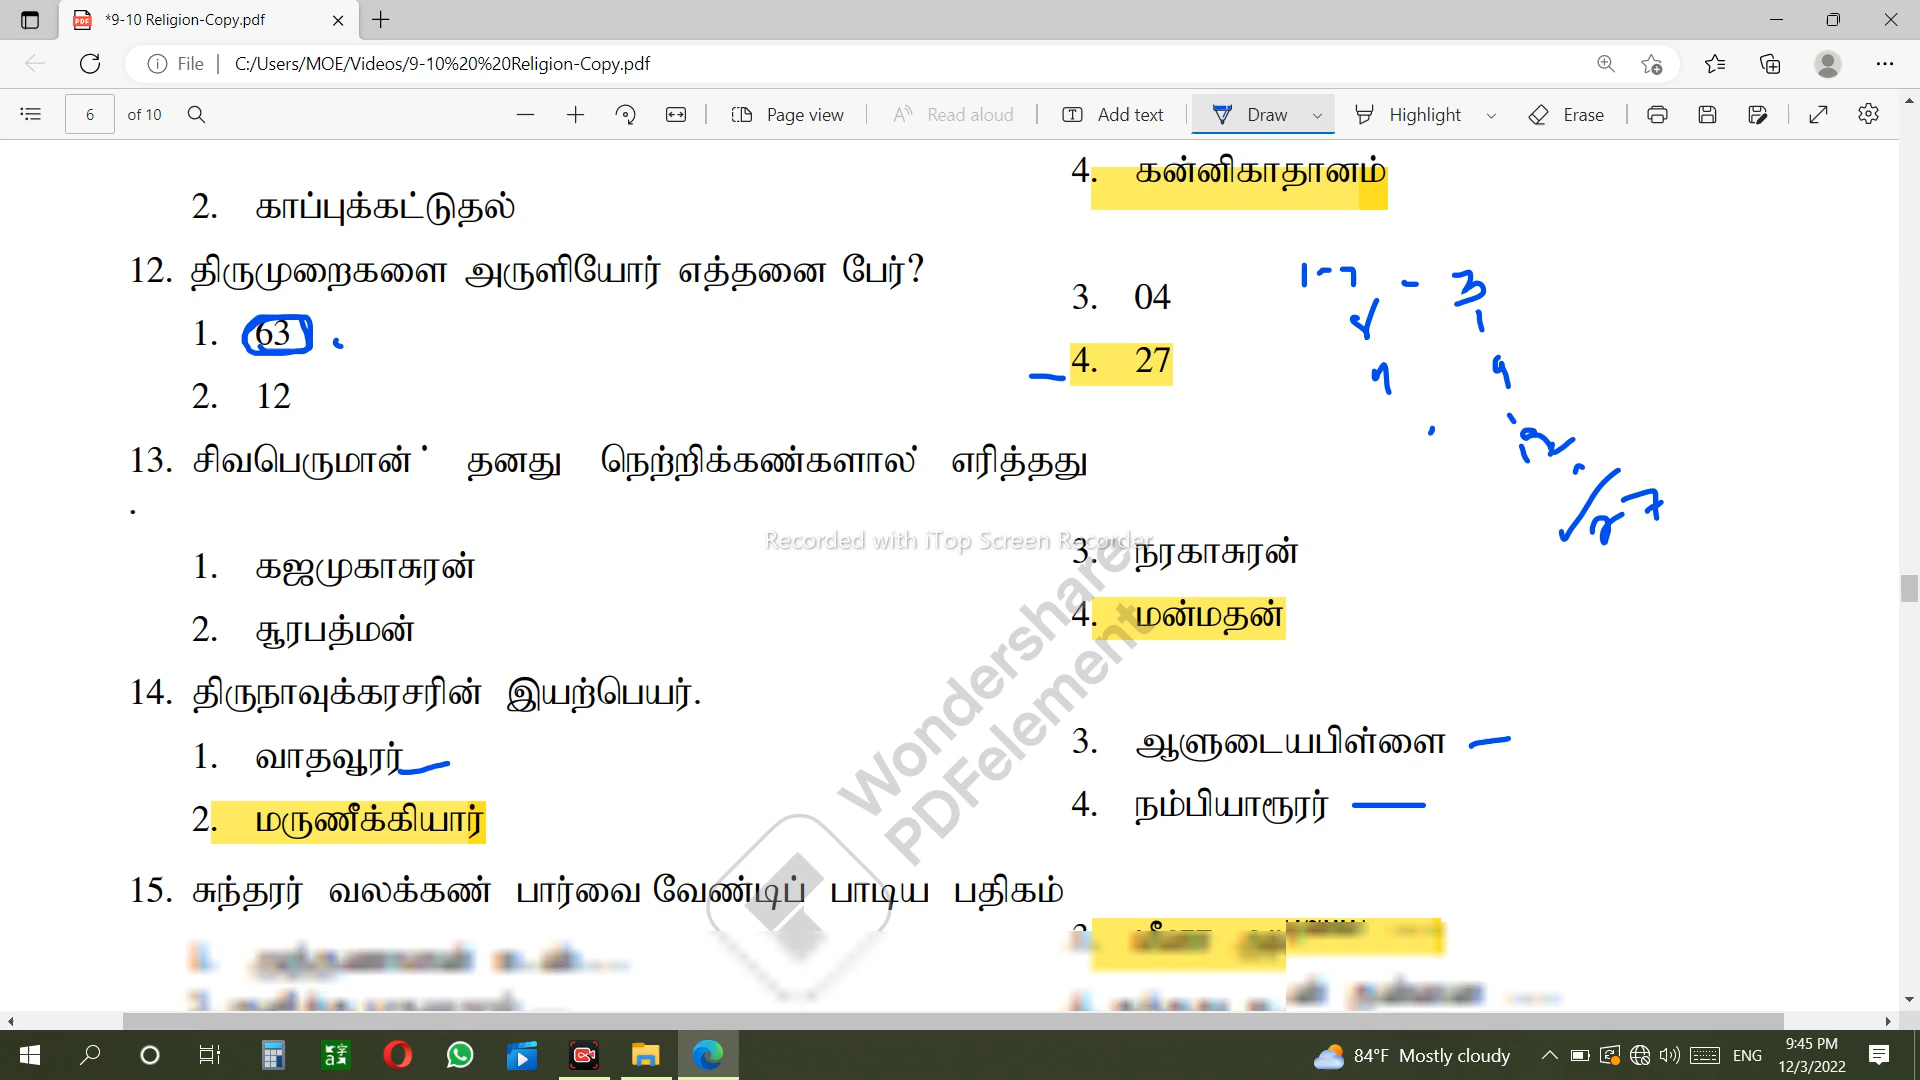 *9-10 Religion-Copy.pdf
File
C:/Users/MOE/Videos/9-10%20%20Religion-Copy.pdf
6 of 10
Page view
Read aloud
Add text
Draw
Highlight
Erase
4. கன்னிகாதானம்
2. காப்புக்கட்டுதல்
12. திருமுறைகளை அருளியோர் எத்தனை பேர்?
1. 63
2. 12
3. 04
4. 27
1-7 - 3
27
13. சிவபெருமான் தனது நெற்றிக்கண்களால் எரித்தது
.
1. கஜமுகாசுரன்
2. சூரபத்மன்
3. நரகாசுரன்
4. மன்மதன்
Recorded with iTop Screen Recorder
Wondershare
PDFelement
14. திருநாவுக்கரசரின் இயற்பெயர்.
1. வாதவூரர்
2. மருணீக்கியார்
3. ஆளுடையபிள்ளை
4. நம்பியாரூரர்
15. சுந்தரர் வலக்கண் பார்வை வேண்டிப் பாடிய பதிகம்
84°F Mostly cloudy
ENG
9:45 PM
12/3/2022